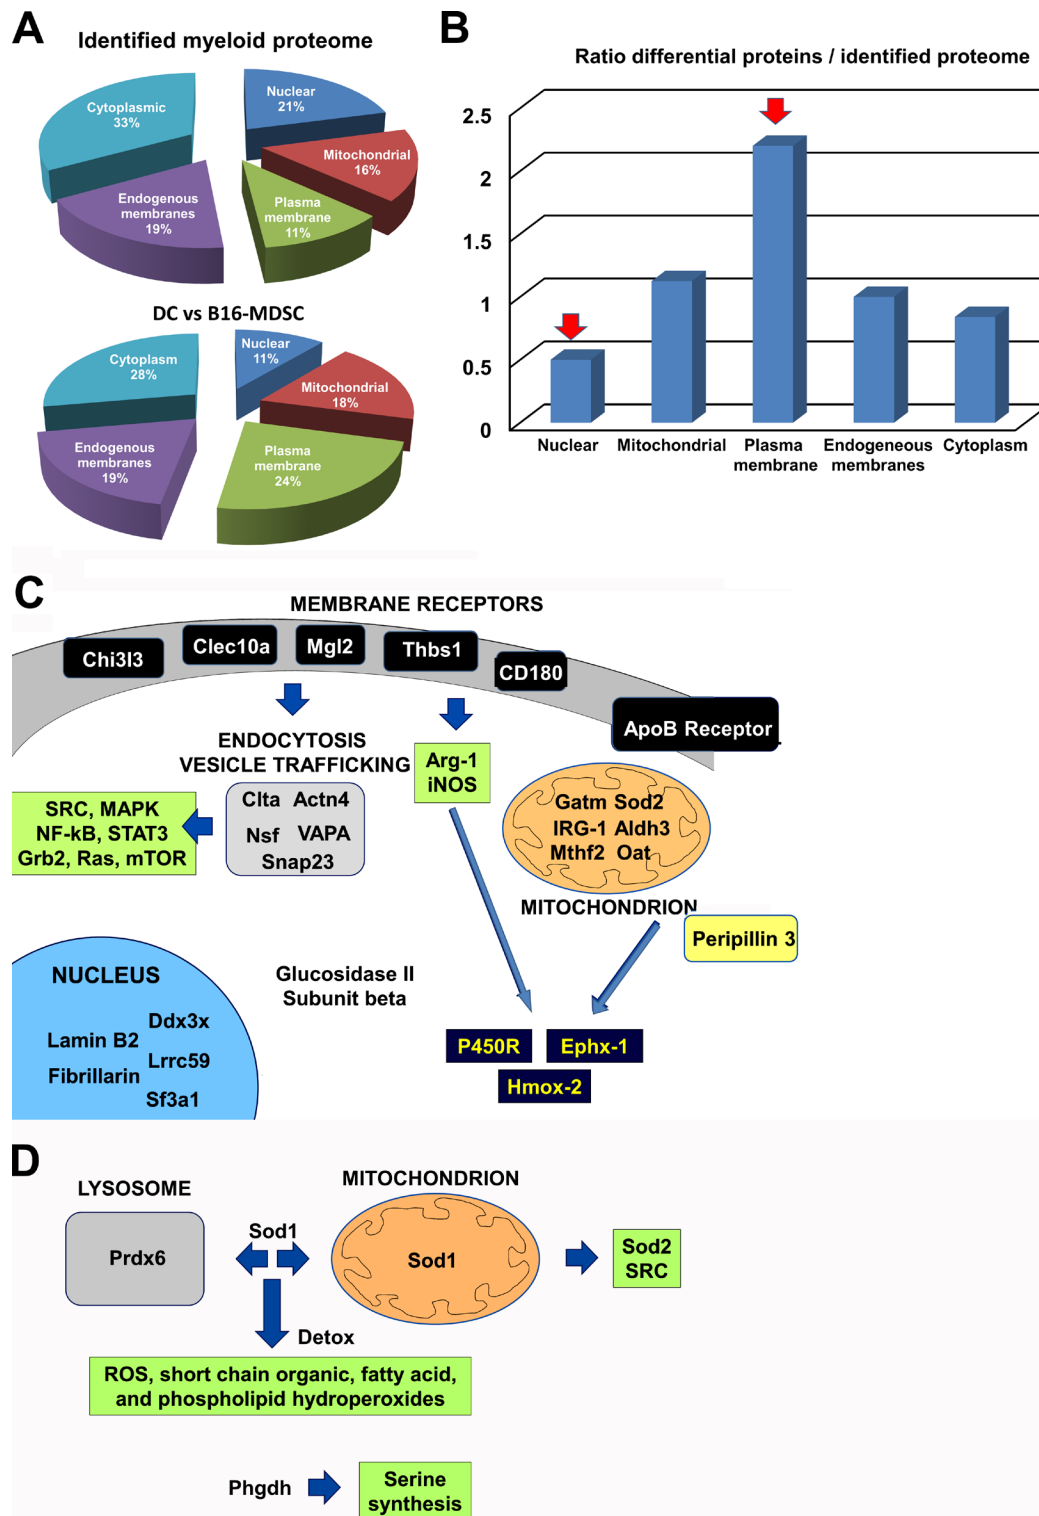 A
Identified myeloid proteome
Cytoplasmic
33%
Nuclear
21%
Mitochondrial
16%
Plasma
membrane
11%
Endogenous
membranes
19%
DC vs B16-MDSC
Cytoplasm
28%
Nuclear
11%
Mitochondrial
18%
Plasma
membrane
24%
Endogenous
membranes
19%
B
Ratio differential proteins / identified proteome
2.5
2
1.5
1
0.5
0
Nuclear
Mitochondrial
Plasma
membrane
Endogeneous
membranes
Cytoplasm
C
MEMBRANE RECEPTORS
Chi3l3
Clec10a
Mgl2
Thbs1
CD180
ApoB Receptor
ENDOCYTOSIS
VESICLE TRAFFICKING
Arg-1
iNOS
Clta Actn4
Nsf VAPA
Snap23
SRC, MAPK
NF-kB, STAT3
Grb2, Ras, mTOR
Gatm Sod2
IRG-1 Aldh3
Mthf2 Oat
MITOCHONDRION
Peripillin 3
NUCLEUS
Ddx3x
Lamin B2
Lrrc59
Fibrillarin
Sf3a1
Glucosidase II
Subunit beta
P450R
Ephx-1
Hmox-2
D
LYSOSOME
Prdx6
Sod1
MITOCHONDRION
Sod1
Sod2
SRC
Detox
ROS, short chain organic, fatty acid,
and phospholipid hydroperoxides
Phgdh
Serine
synthesis